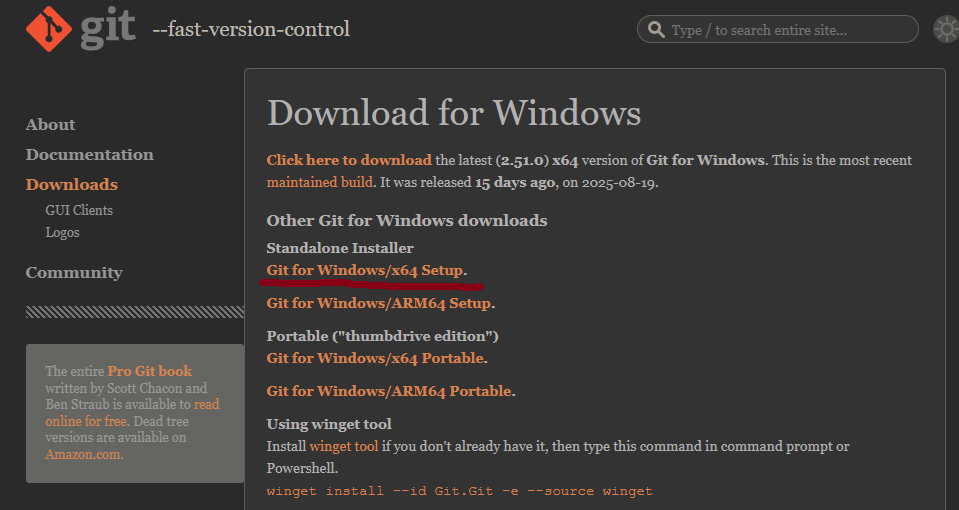 git --fast-version-control
Type / to search entire site...
About
Documentation
Downloads
GUI Clients
Logos
Community
The entire Pro Git book
written by Scott Chacon and
Ben Straub is available to read
online for free. Dead tree
versions are available on
Amazon.com.
Download for Windows
Click here to download the latest (2.51.0) x64 version of Git for Windows. This is the most recent
maintained build. It was released 15 days ago, on 2025-08-19.
Other Git for Windows downloads
Standalone Installer
Git for Windows/x64 Setup.
Git for Windows/ARM64 Setup.
Portable ("thumbdrive edition")
Git for Windows/x64 Portable.
Git for Windows/ARM64 Portable.
Using winget tool
Install winget tool if you don't already have it, then type this command in command prompt or
Powershell.
winget install --id Git.Git -e --source winget